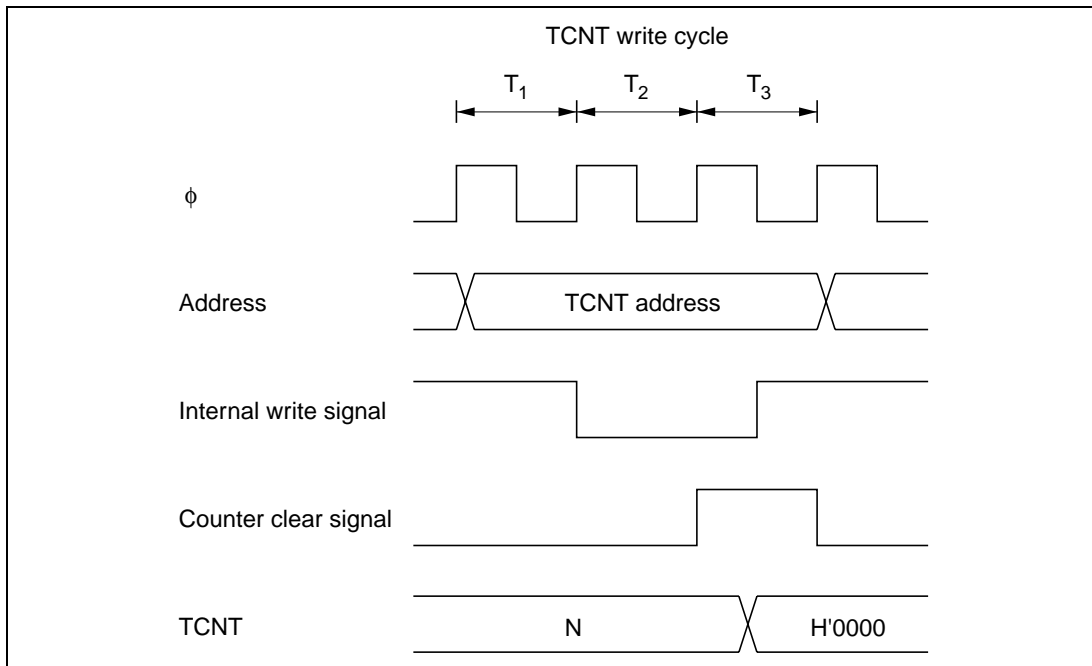 TCNT write cycle
T1 T2 T3
ϕ
Address
TCNT address
Internal write signal
Counter clear signal
TCNT
N
H'0000